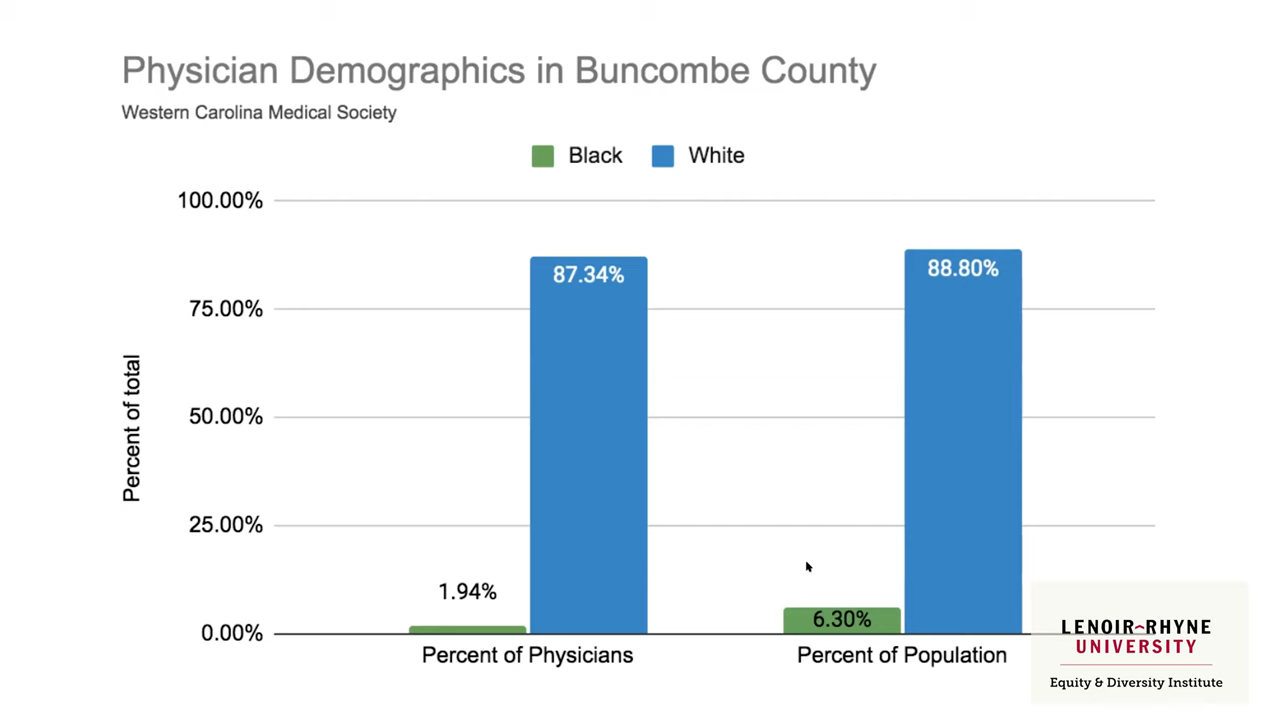 Physician Demographics in Buncombe County
Western Carolina Medical Society
Black White
100.00%
75.00%
50.00%
25.00%
0.00%
Percent of total
87.34%
88.80%
1.94%
6.30%
Percent of Physicians Percent of Population
LENOIR-RHYNE
UNIVERSITY
Equity & Diversity Institute